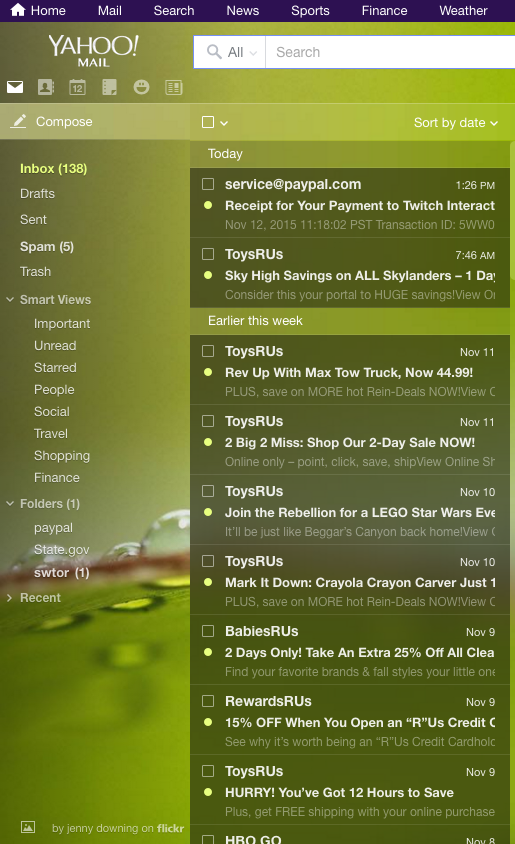 Home Mail Search News Sports Finance Weather
YAHOO!
MAIL
All Search
12
Compose
Sort by date
Inbox (138)
Drafts
Sent
Spam (5)
Trash
Smart Views
Important
Unread
Starred
People
Social
Travel
Shopping
Finance
Folders (1)
paypal
State.gov
swtor (1)
Recent
by jenny downing on flickr
Today
service@paypal.com 1:26 PM
Receipt for Your Payment to Twitch Interact
Nov 12, 2015 11:18:02 PST Transaction ID: 5WW0
ToysRUs 7:46 AM
Sky High Savings on ALL Skylanders – 1 Day
Consider this your portal to HUGE savings!View On
Earlier this week
ToysRUs Nov 11
Rev Up With Max Tow Truck, Now 44.99!
PLUS, save on MORE hot Rein-Deals NOW!View C
ToysRUs Nov 11
2 Big 2 Miss: Shop Our 2-Day Sale NOW!
Online only – point, click, save, shipView Online Sh
ToysRUs Nov 10
Join the Rebellion for a LEGO Star Wars Eve
It'll be just like Beggar's Canyon back home!View C
ToysRUs Nov 10
Mark It Down: Crayola Crayon Carver Just 1
PLUS, save on MORE hot Rein-Deals NOW!View C
BabiesRUs Nov 9
2 Days Only! Take An Extra 25% Off All Clea
Find your favorite brands & fall styles your little one
RewardsRUs Nov 9
15% OFF When You Open an “R”Us Credit C
See why it's worth being an “R”Us Credit Cardhold
ToysRUs Nov 9
HURRY! You've Got 12 Hours to Save
Plus, get FREE shipping with your online purchase
HBO GO Nov 8